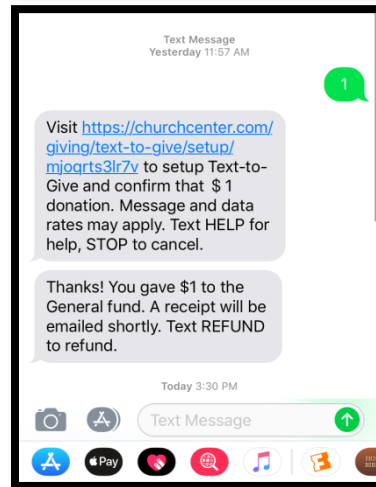 Text Message
Yesterday 11:57 AM
1
Visit https://churchcenter.com/
giving/text-to-give/setup/
mjoqrts3lr7v to setup Text-to-
Give and confirm that $1
donation. Message and data
rates may apply. Text HELP for
help, STOP to cancel.
Thanks! You gave $1 to the
General fund. A receipt will be
emailed shortly. Text REFUND
to refund.
Today 3:30 PM
Text Message
Pay